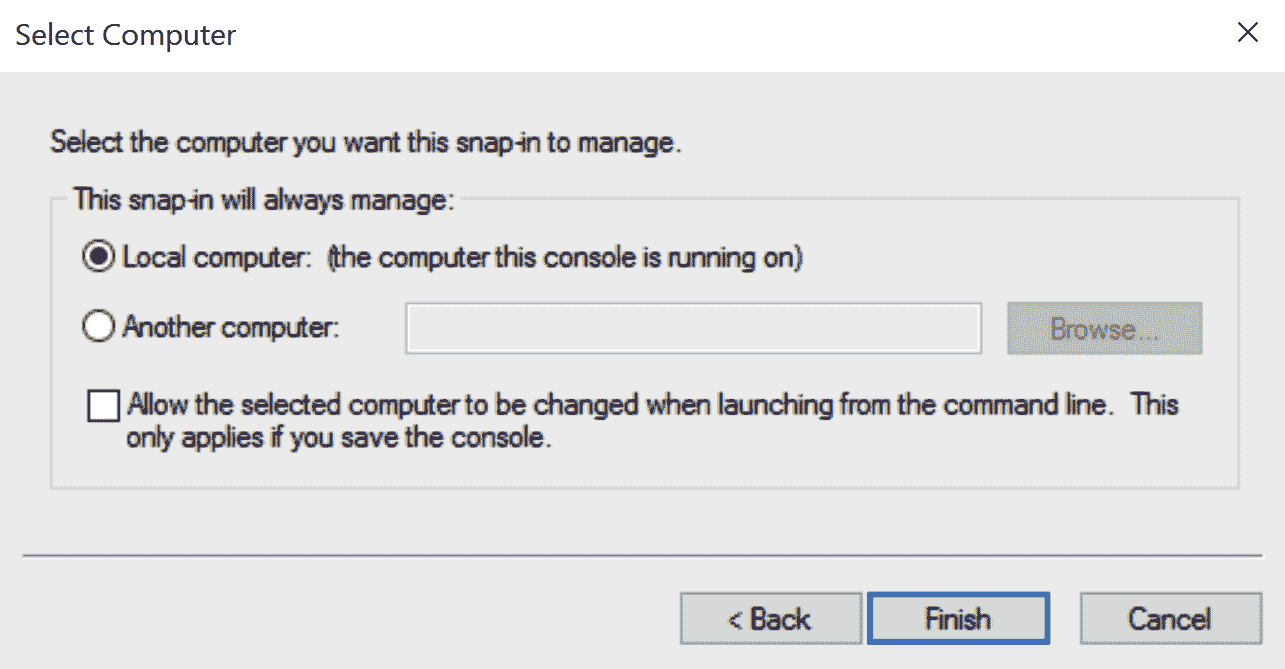 Select Computer
Select the computer you want this snap-in to manage.
This snap-in will always manage:
Local computer:  (the computer this console is running on)
Another computer:
Browse...
Allow the selected computer to be changed when launching from the command line.  This
only applies if you save the console.
< Back
Finish
Cancel